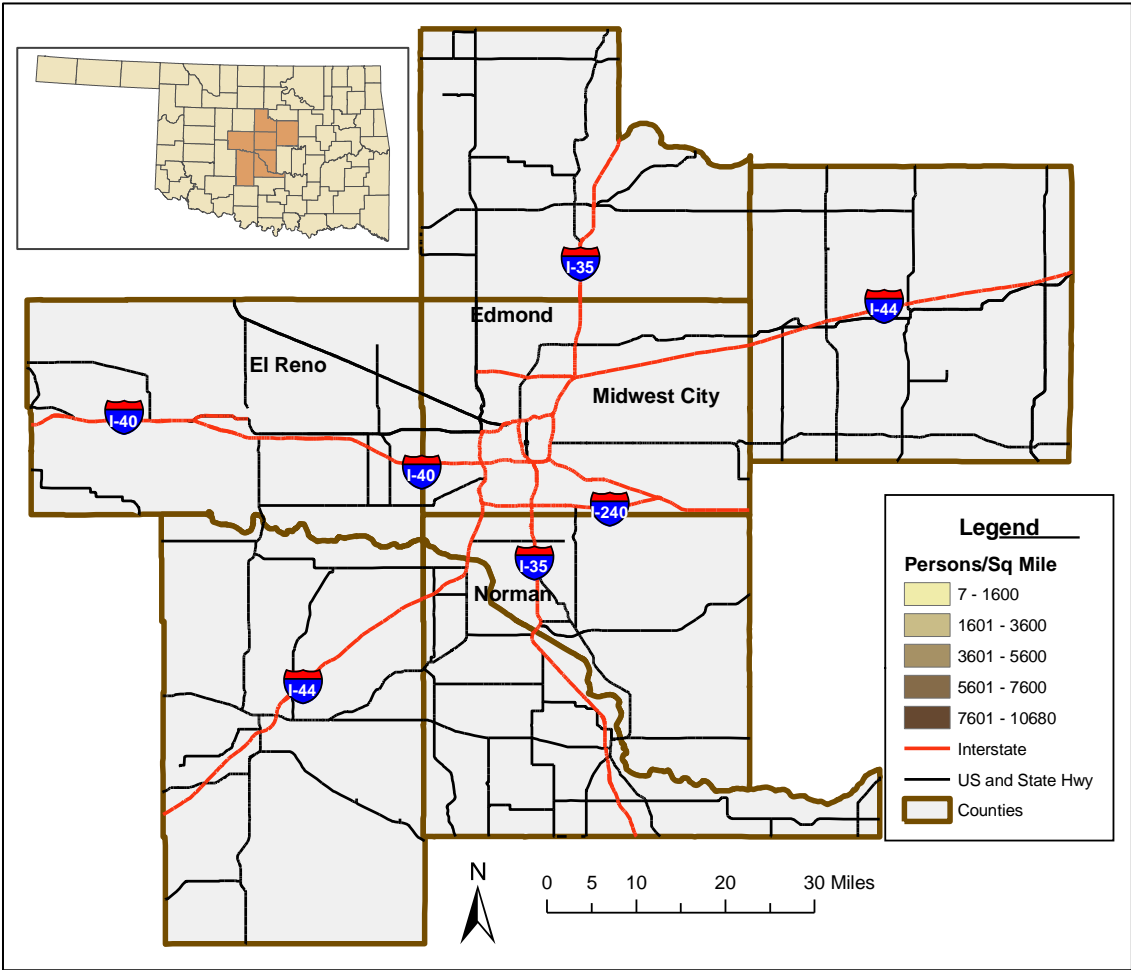 I-35
Edmond
I-44
El Reno
Midwest City
I-40
I-40
I-240
I-35
Norman
I-44
Legend
Persons/Sq Mile
7 - 1600
1601 - 3600
3601 - 5600
5601 - 7600
7601 - 10680
Interstate
US and State Hwy
Counties
N
0 5 10 20 30 Miles